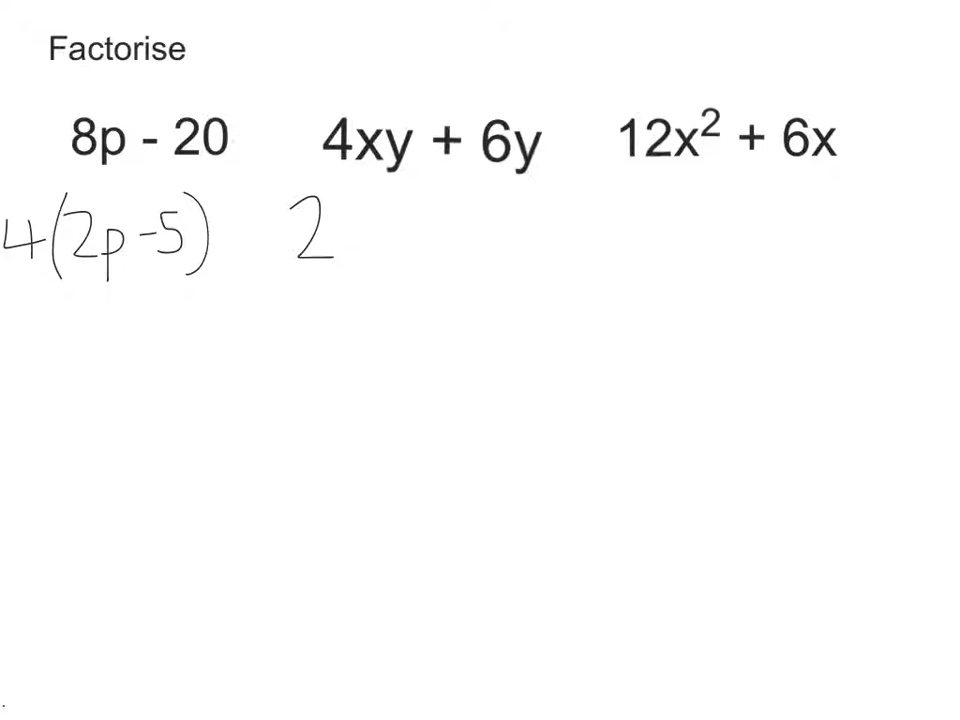 Factorise
8p - 20 4xy + 6y 12x² + 6x
4(2p-5) 2